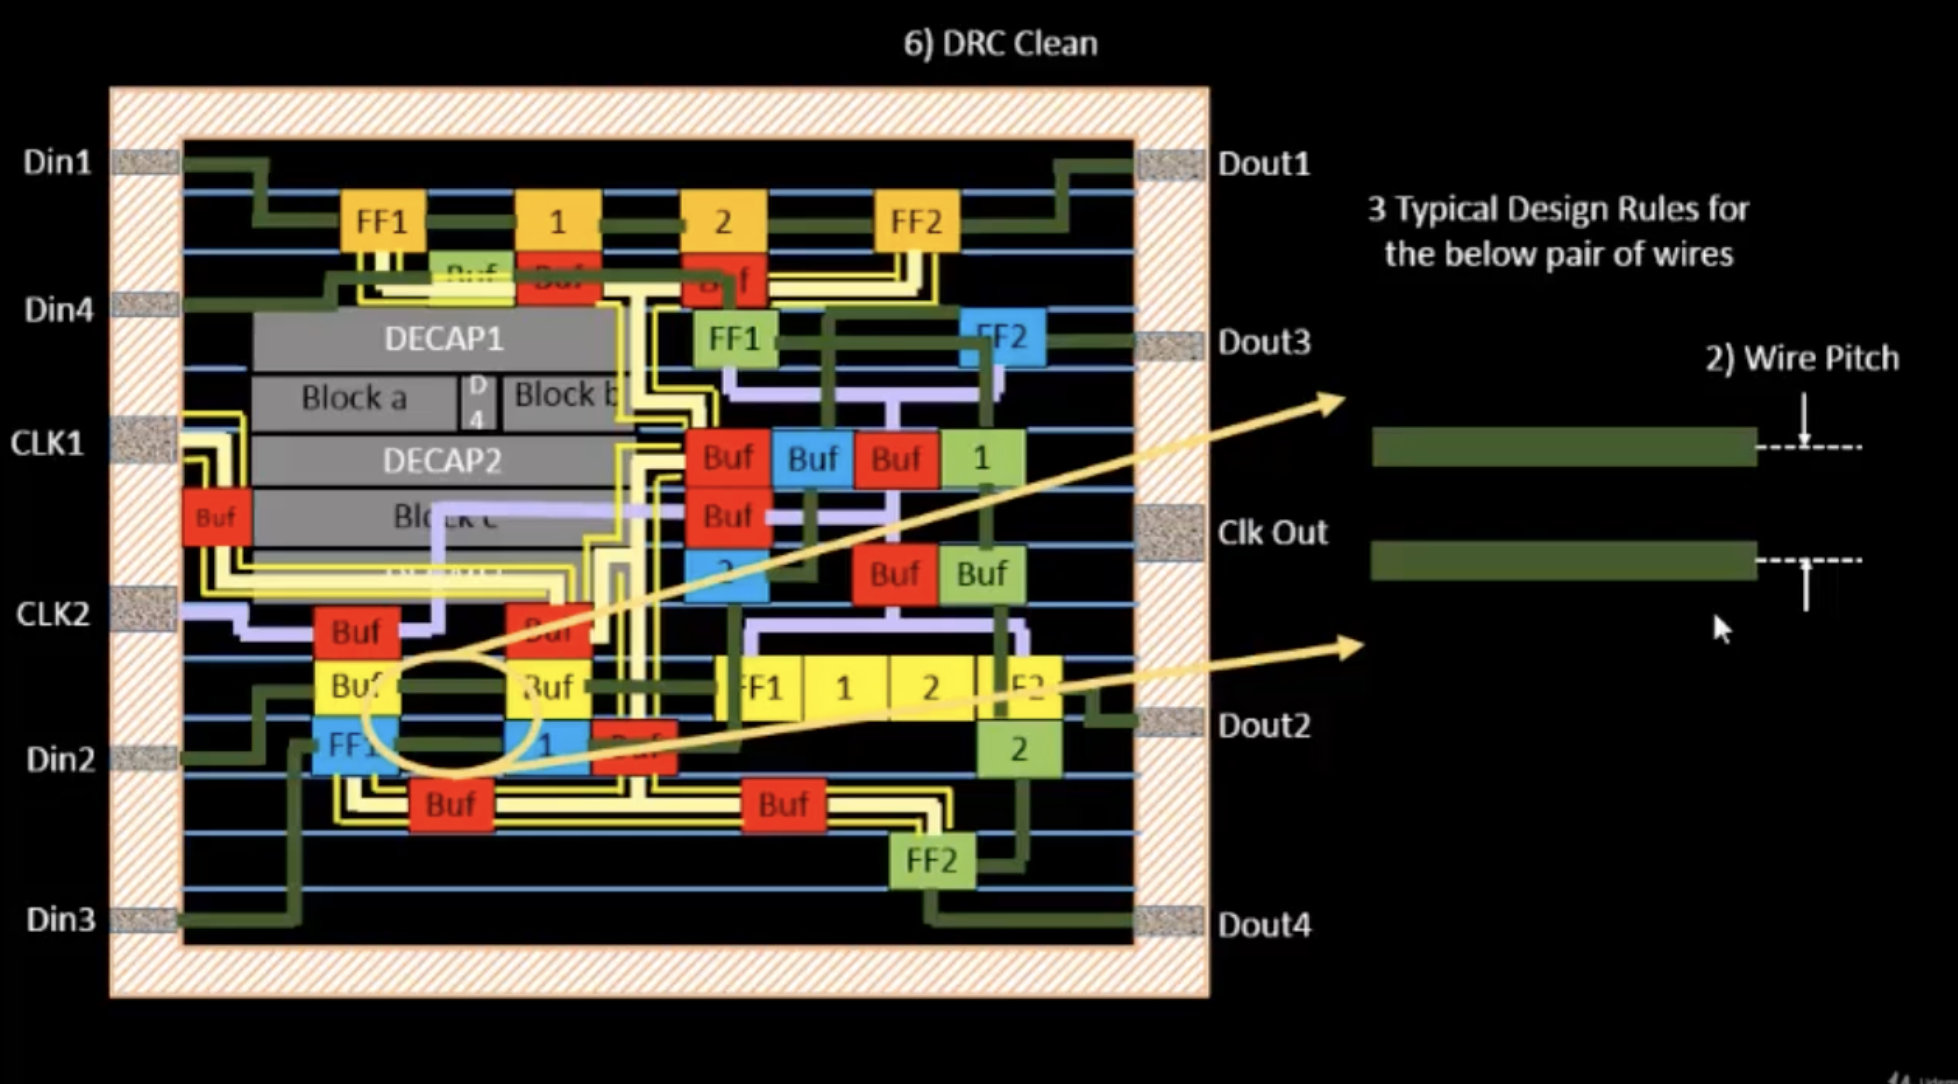 6) DRC Clean
Din1
Dout1
FF1
1
2
FF2
3 Typical Design Rules for
the below pair of wires
Buf
Buf
Din4
DECAP1
FF1
FF2
Dout3
2) Wire Pitch
Block a
D
4
Block b
CLK1
DECAP2
Buf
Buf
Buf
1
Buf
Block c
Buf
Clk Out
2
Buf
Buf
CLK2
Buf
Buf
Buf
Buf
FF1
1
2
F2
Dout2
FF1
1
Buf
2
Din2
Buf
Buf
FF2
Din3
Dout4